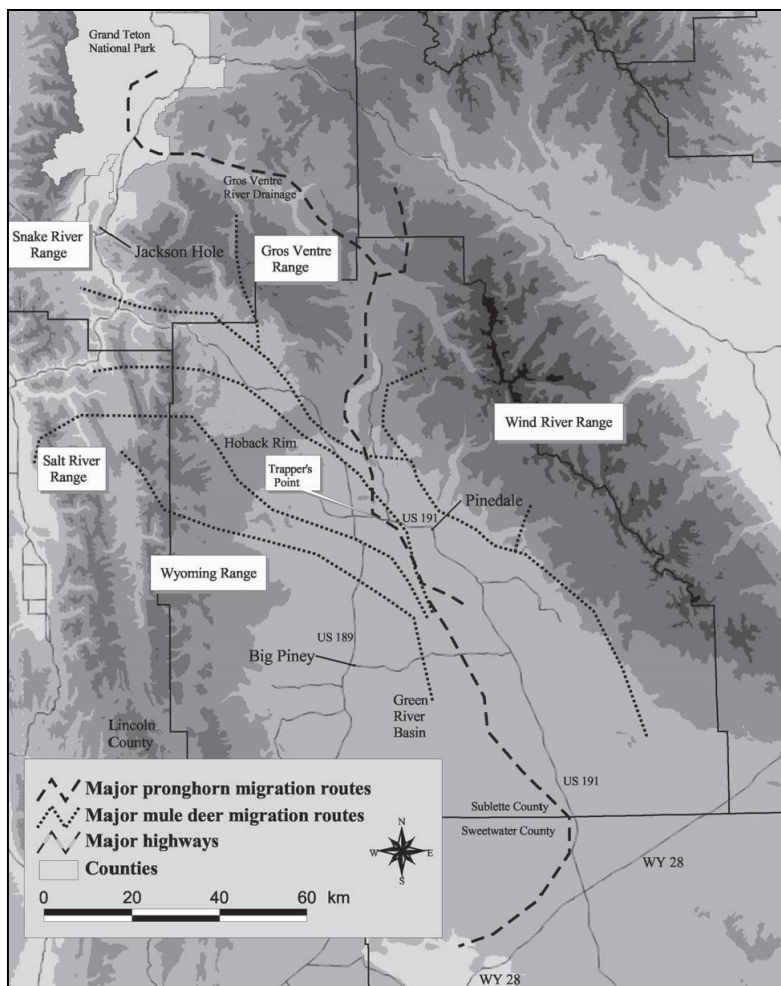 Grand Teton
National Park
Gros Ventre
River Drainage
Snake River
Range
Jackson Hole
Gros Ventre
Range
Wind River Range
Hoback Rim
Salt River
Range
Trapper's
Point
US 191
Pinedale
Wyoming Range
US 189
Big Piney
Green
River
Basin
Lincoln
County
US 191
Sublette County
Sweetwater County
WY 28
WY 28
Major pronghorn migration routes
Major mule deer migration routes
Major highways
Counties
N
W E
S
0 20 40 60 km